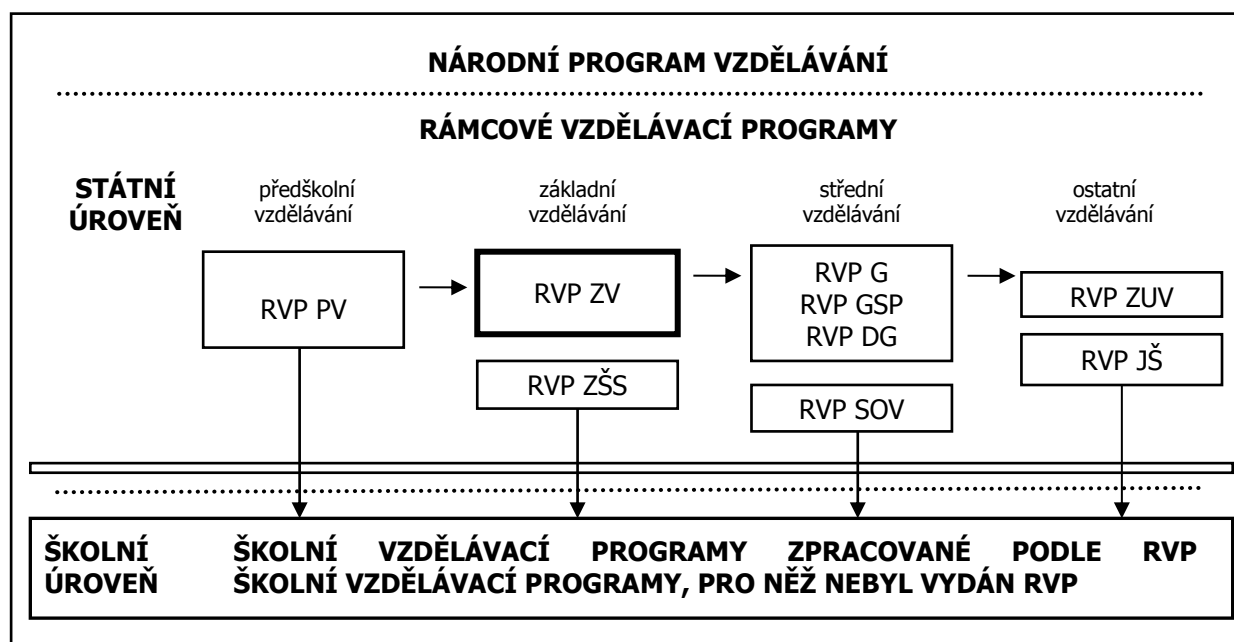 NÁRODNÍ PROGRAM VZDĚLÁVÁNÍ
RÁMCOVÉ VZDĚLÁVACÍ PROGRAMY
STÁTNÍ
ÚROVEŇ
předškolní
vzdělávání
základní
vzdělávání
střední
vzdělávání
ostatní
vzdělávání
RVP PV
RVP ZV
RVP ZŠS
RVP G
RVP GSP
RVP DG
RVP SOV
RVP ZUV
RVP JŠ
ŠKOLNÍ
ÚROVEŇ
ŠKOLNÍ VZDĚLÁVACÍ PROGRAMY ZPRACOVANÉ PODLE RVP
ŠKOLNÍ VZDĚLÁVACÍ PROGRAMY, PRO NĚŽ NEBYL VYDÁN RVP